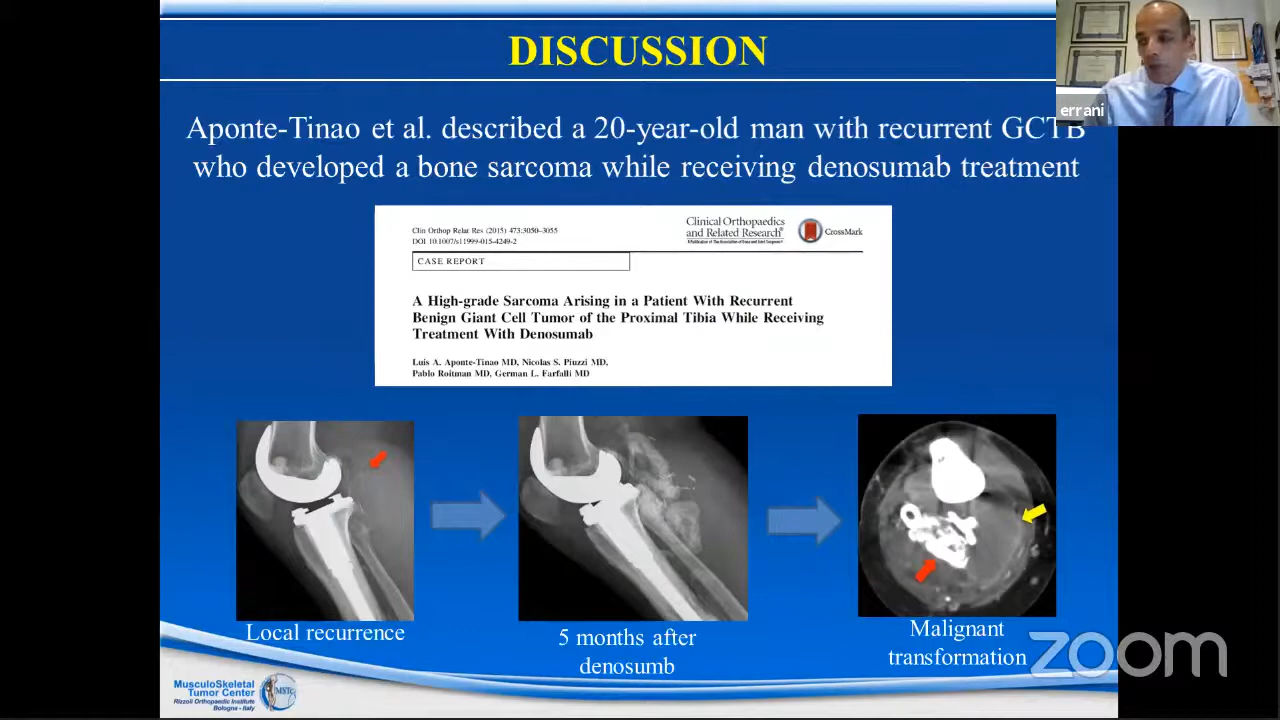 DISCUSSION
errani
Aponte-Tinao et al. described a 20-year-old man with recurrent GCTB
who developed a bone sarcoma while receiving denosumab treatment
Clin Orthop Relat Res (2015) 473:3050–3055
DOI 10.1007/s11999-015-4249-2
Clinical Orthopaedics
and Related Research®
A Publication of The Association of Bone and Joint Surgeons®
CrossMark
CASE REPORT
A High-grade Sarcoma Arising in a Patient With Recurrent
Benign Giant Cell Tumor of the Proximal Tibia While Receiving
Treatment With Denosumab
Luis A. Aponte-Tinao MD, Nicolas S. Piuzzi MD,
Pablo Roitman MD, German L. Farfalli MD
Local recurrence
5 months after
denosumb
Malignant
transformation
zoom
MusculoSkeletal
Tumor Center
Rizzoli Orthopaedic Institute
Bologna - Italy
MSTC